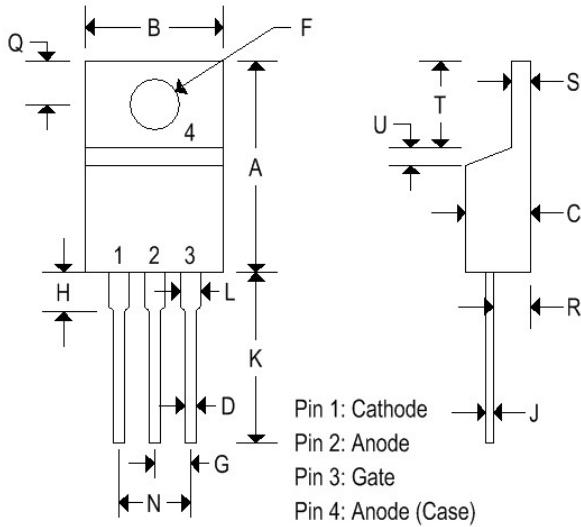 B
F
Q
S
T
4
U
A
C
1 2 3
H
L
R
K
D
J
G
N
Pin 1: Cathode
Pin 2: Anode
Pin 3: Gate
Pin 4: Anode (Case)